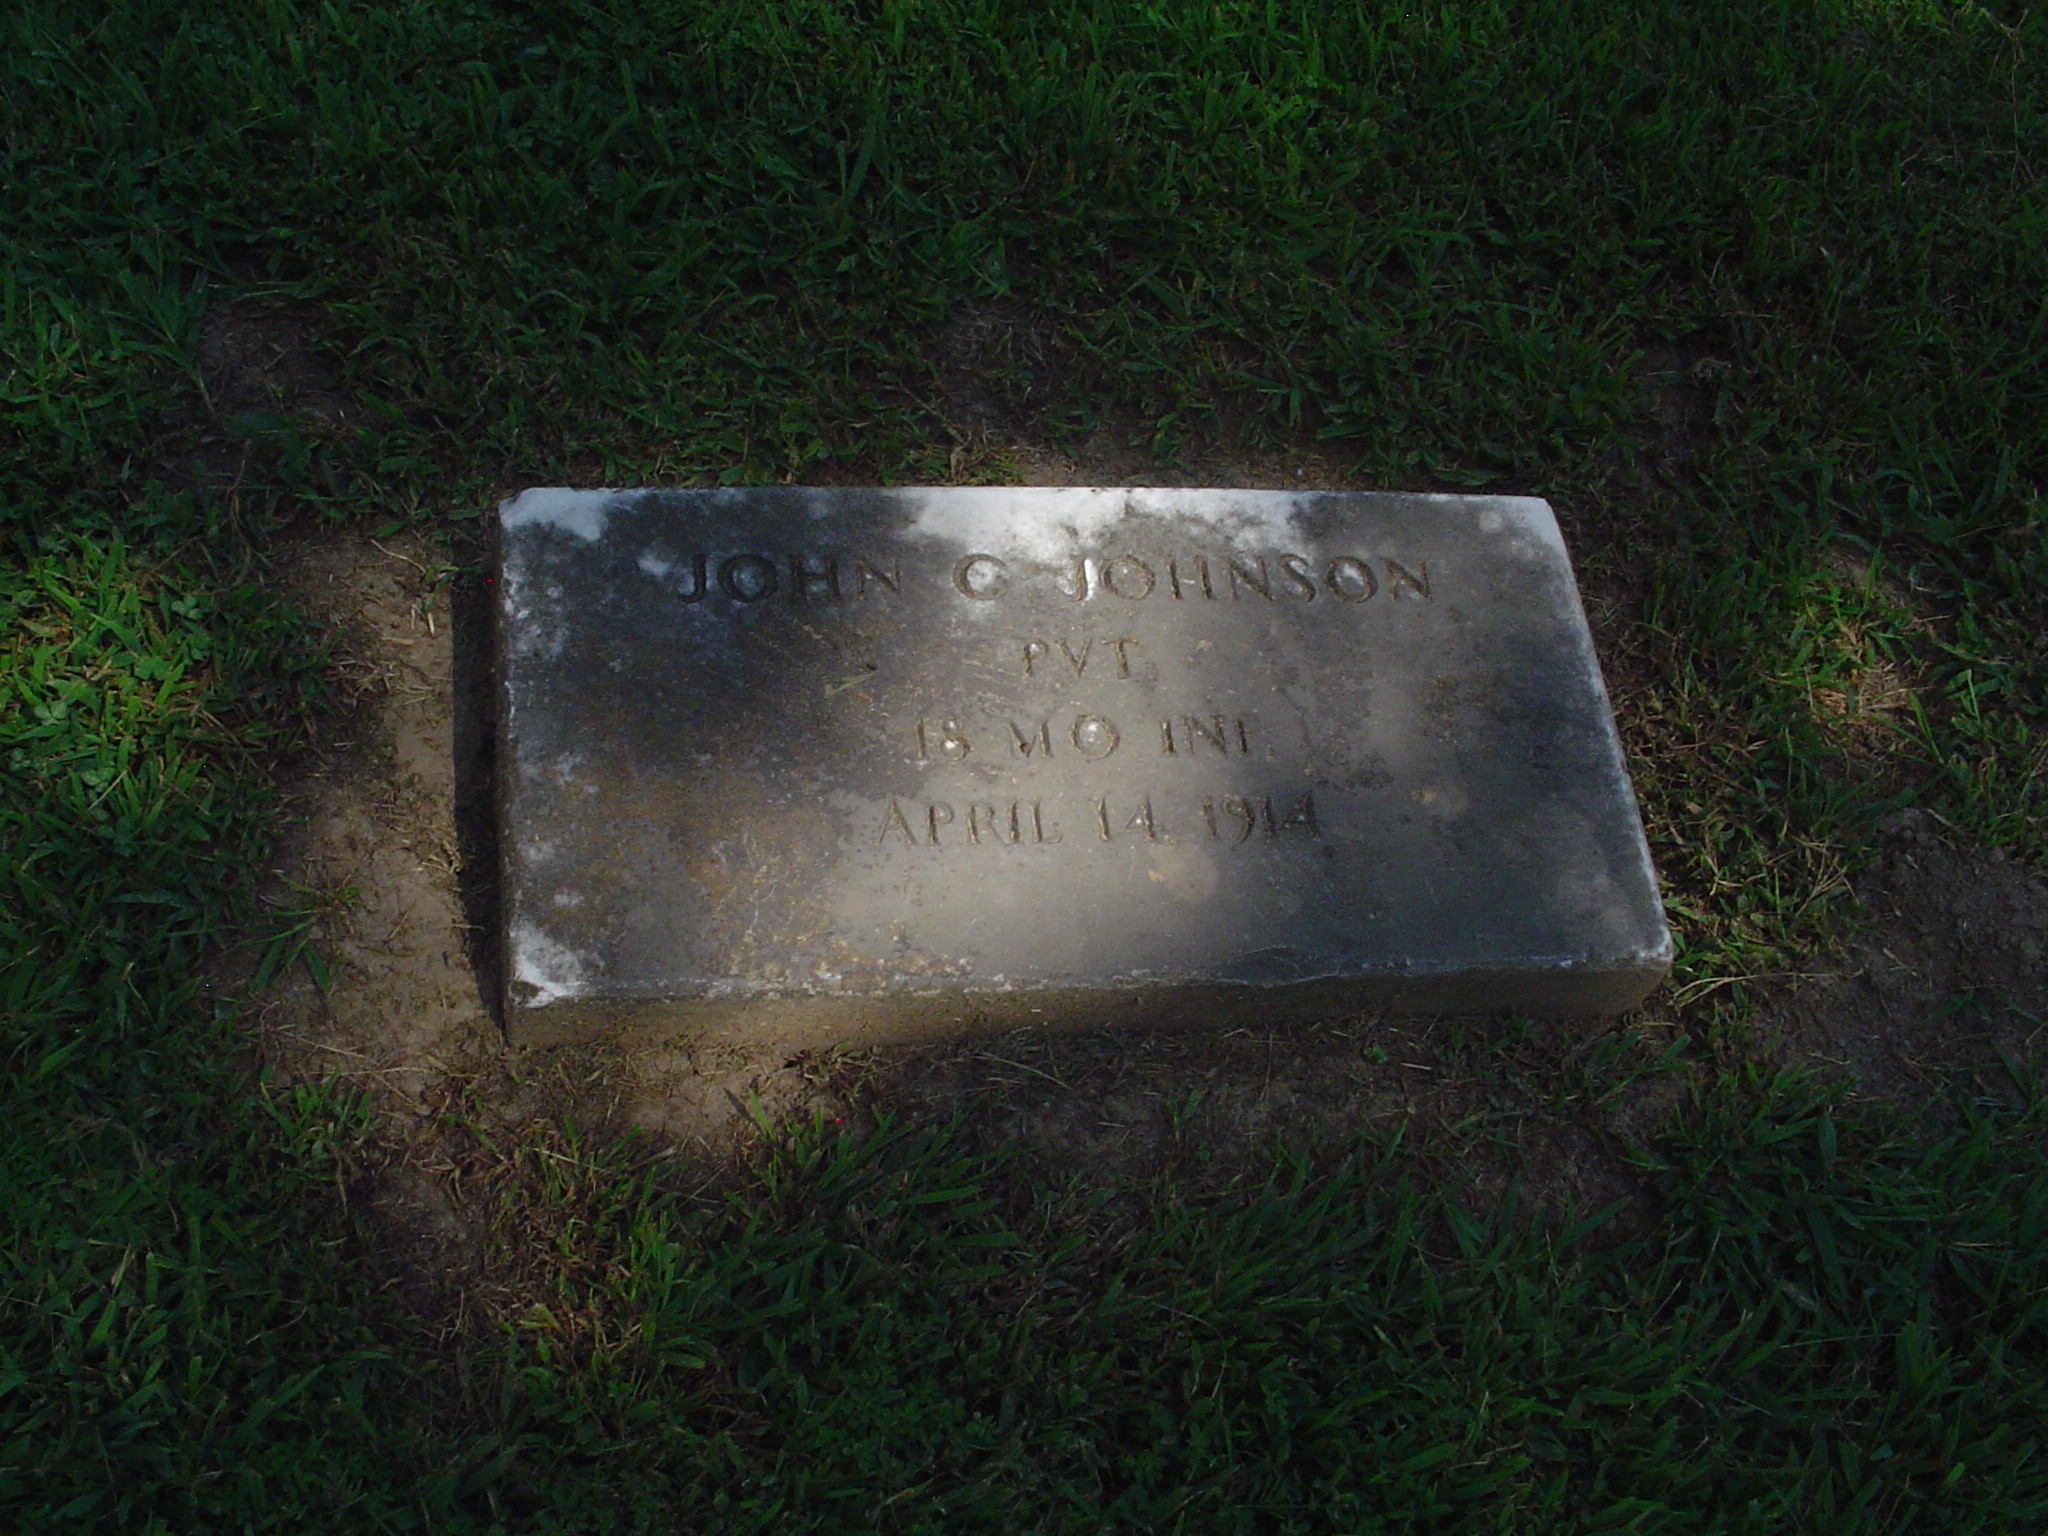 JOHN C JOHNSON
PVT
18 MO INF
APRIL 14 1914